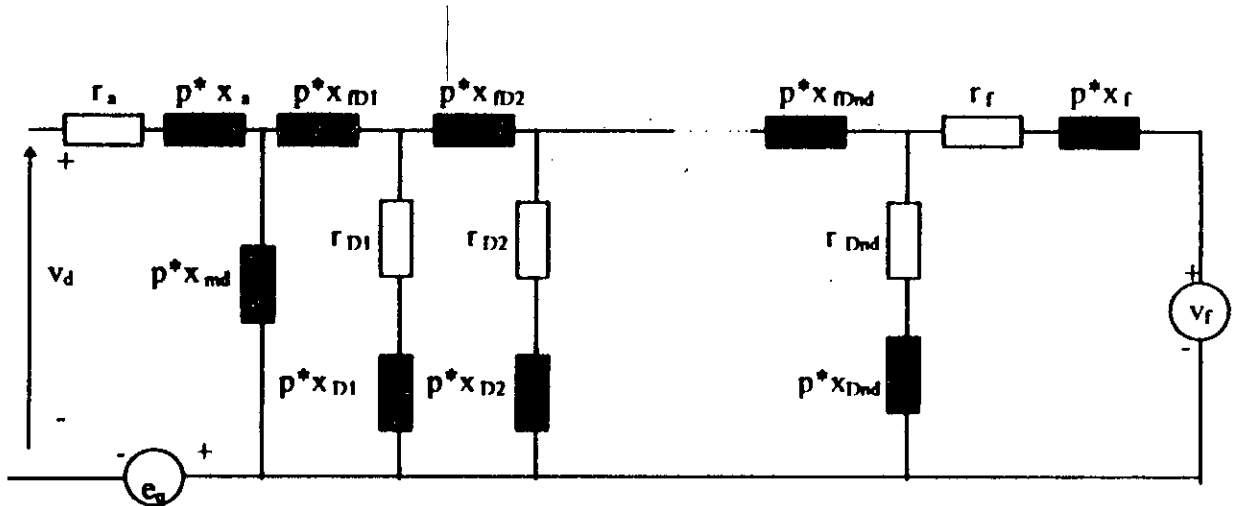 r a p* x a p*x fD1 p*x fD2 p*x fDnd r f p*x f
+
r D1 r D2 r Dnd
v d p*x md + v f -
p*x D1 p*x D2 p*x Dnd
-
- e q +